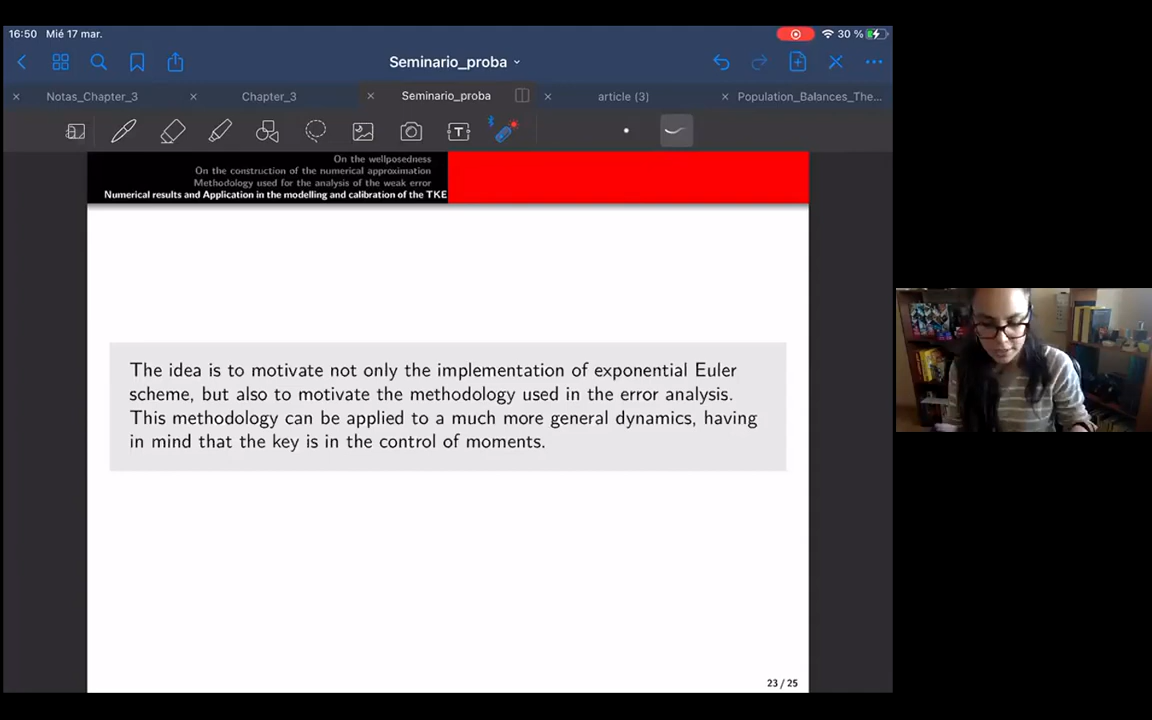 16:50 Mié 17 mar.
30 %
Seminario_proba
Notas_Chapter_3
Chapter_3
Seminario_proba
article (3)
Population_Balances_The...
T
On the wellposedness
On the construction of the numerical approximation
Methodology used for the analysis of the weak error
Numerical results and Application in the modelling and calibration of the TKE
The idea is to motivate not only the implementation of exponential Euler
scheme, but also to motivate the methodology used in the error analysis.
This methodology can be applied to a much more general dynamics, having
in mind that the key is in the control of moments.
23 / 25